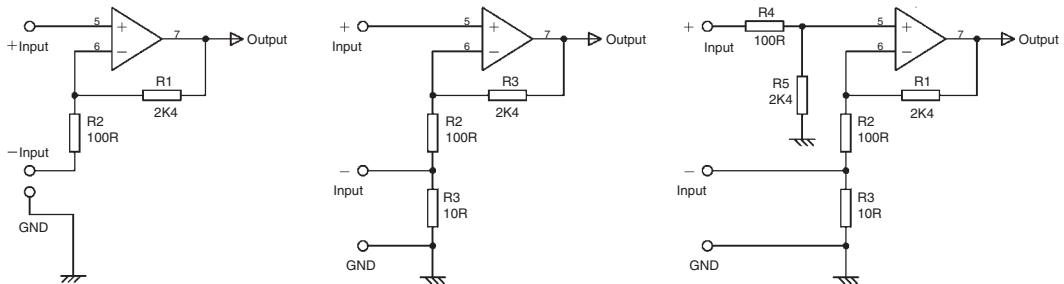 5
+
7
Output
+Input
6
−
R1
2K4
R2
100R
−Input
GND
+
Input
5
+
7
Output
6
−
R3
2K4
R2
100R
−
Input
R3
10R
GND
+
Input
R4
100R
5
+
7
Output
6
−
R5
2K4
R1
2K4
R2
100R
−
Input
R3
10R
GND